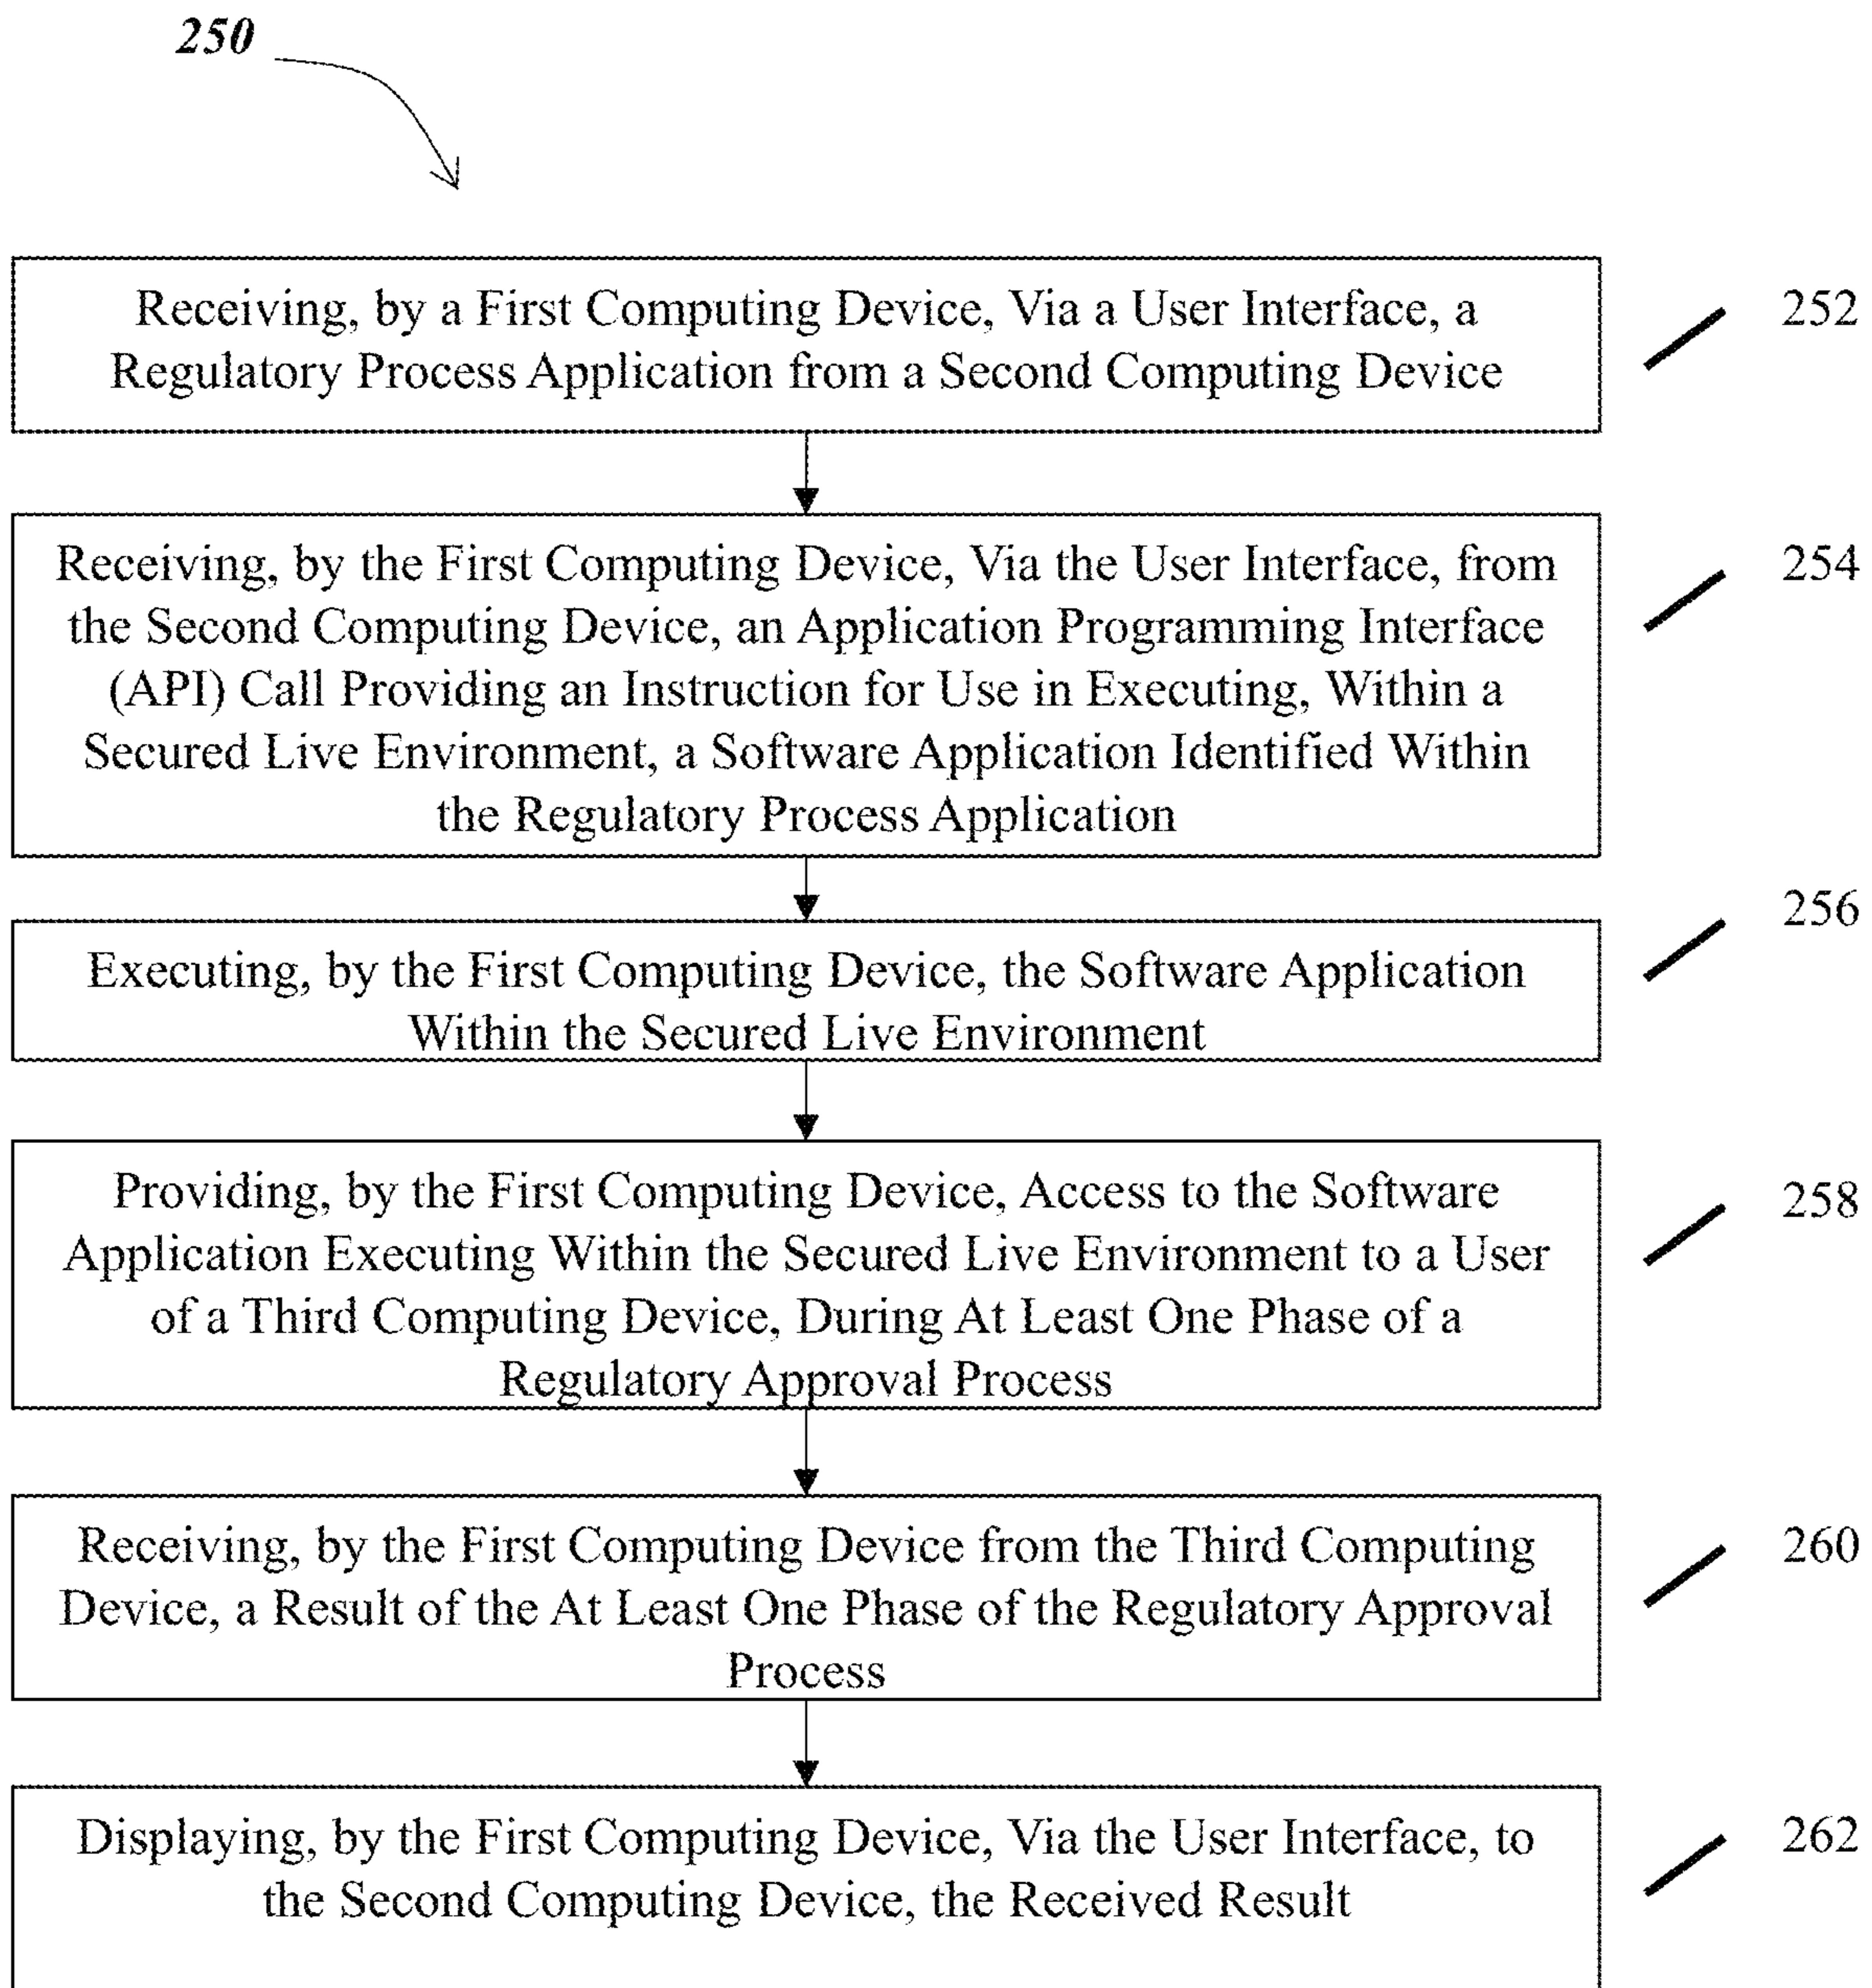 250
Receiving, by a First Computing Device, Via a User Interface, a
Regulatory Process Application from a Second Computing Device
252
Receiving, by the First Computing Device, Via the User Interface, from
the Second Computing Device, an Application Programming Interface
(API) Call Providing an Instruction for Use in Executing, Within a
Secured Live Environment, a Software Application Identified Within
the Regulatory Process Application
254
Executing, by the First Computing Device, the Software Application
Within the Secured Live Environment
256
Providing, by the First Computing Device, Access to the Software
Application Executing Within the Secured Live Environment to a User
of a Third Computing Device, During At Least One Phase of a
Regulatory Approval Process
258
Receiving, by the First Computing Device from the Third Computing
Device, a Result of the At Least One Phase of the Regulatory Approval
Process
260
Displaying, by the First Computing Device, Via the User Interface, to
the Second Computing Device, the Received Result
262